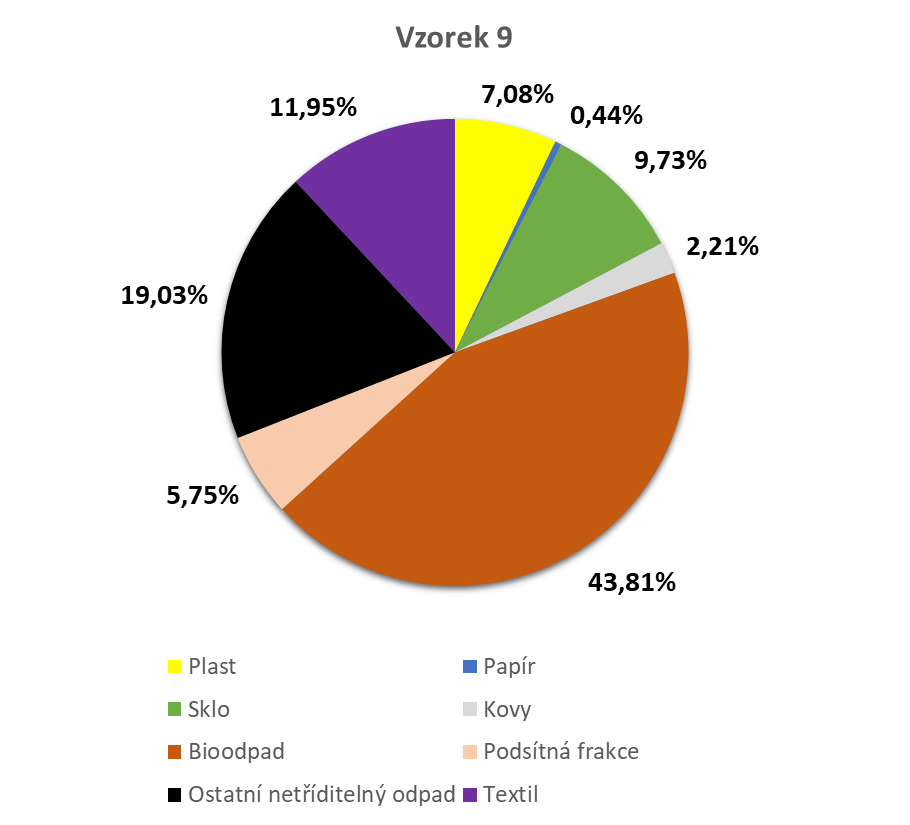 Vzorek 9
11,95%
7,08%
0,44%
9,73%
2,21%
19,03%
5,75%
43,81%
Plast
Papír
Sklo
Kovy
Bioodpad
Podsítná frakce
Ostatní netříditelný odpad
Textil